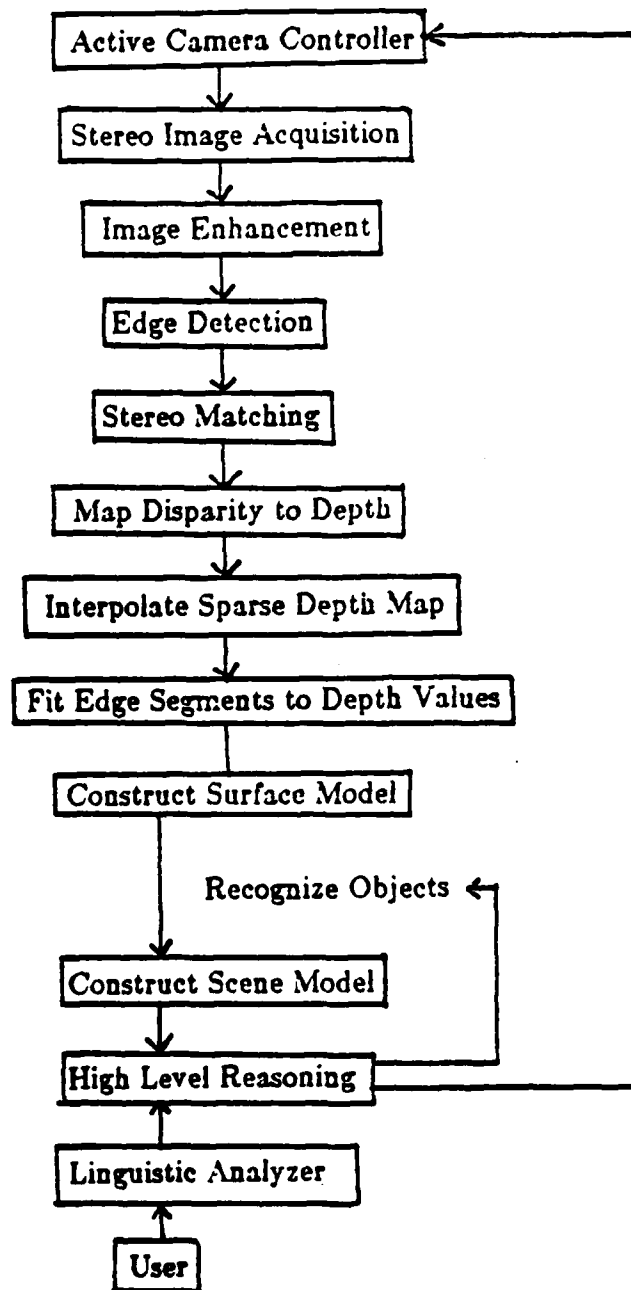 Active Camera Controller
Stereo Image Acquisition
Image Enhancement
Edge Detection
Stereo Matching
Map Disparity to Depth
Interpolate Sparse Depth Map
Fit Edge Segments to Depth Values
Construct Surface Model
Recognize Objects
Construct Scene Model
High Level Reasoning
Linguistic Analyzer
User